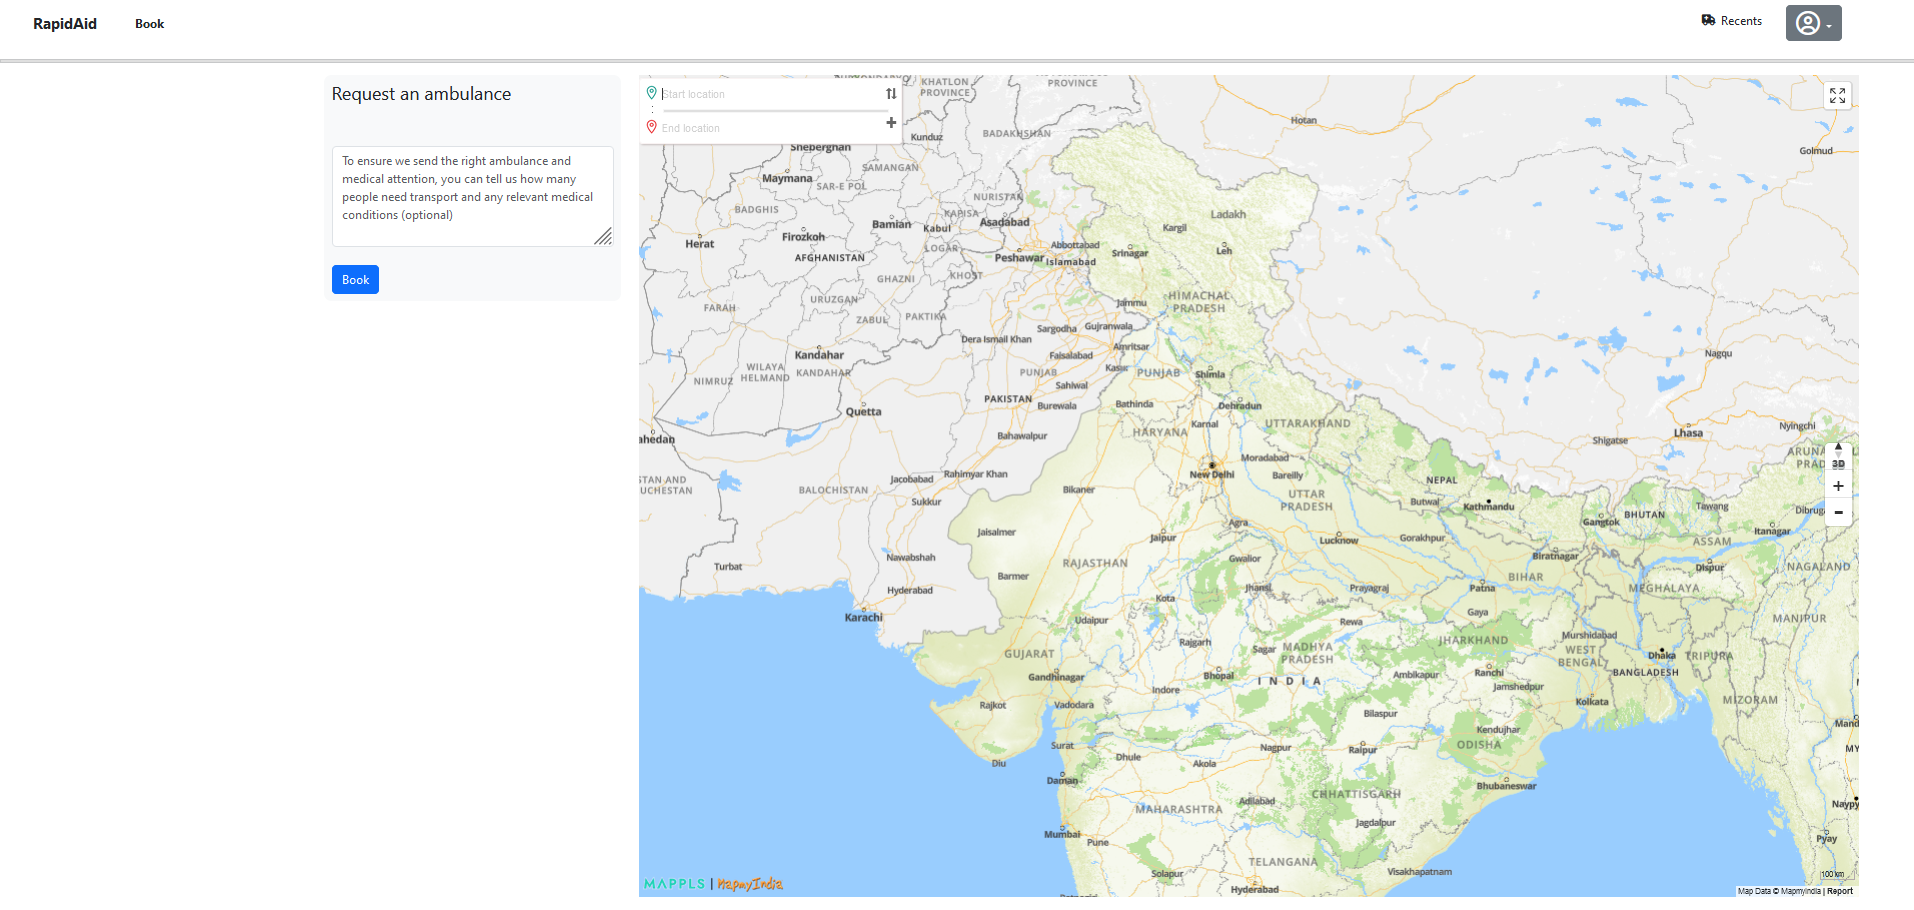 RapidAid
Book
Recents
Request an ambulance
To ensure we send the right ambulance and
medical attention, you can tell us how many
people need transport and any relevant medical
conditions (optional)
Book
Start location
End location
KHATLON
PROVINCE
PROVINCE
Hotan
Golmud
BADAKHSHAN
Kunduz
Sheberghan
SAMANGAN
Maymana
SAR-E POL
NURISTAN
BADGHIS
KAPISA
Asadabad
Bamian
Kabul
Herat
Firozkoh
LOGAR
Abbottabad
AFGHANISTAN
Peshawar
Islamabad
GHAZNI
KHOST
Srinagar
Kargil
Ladakh
Leh
FARAH
URUZGAN
PAKTIKA
ZABUL
Jammu
HIMACHAL
PRADESH
Sargodha
Gujranwala
Dera Ismail Khan
Amritsar
Kandahar
Faisalabad
Nagqu
WILAYA
HELMAND
KANDAHAR
NIMRUZ
PUNJAB
Kasur
PUNJAB
Shimla
Sahiwal
PAKISTAN
Burewala
Bathinda
Dehradun
Quetta
Karnal
UTTARAKHAND
HARYANA
Bahawalpur
ahedan
Shigatse
Lhasa
Nyingchi
Moradabad
New Delhi
Bareilly
ARUNA
PRAD
3D
Rahimyar Khan
Jacobabad
STAN AND
UCHESTAN
BALOCHISTAN
Sukkur
Bikaner
UTTAR
PRADESH
NEPAL
Butwal
Kathmandu
Gangtok
BHUTAN
Tawang
Dibrug
Itanagar
Jaisalmer
Agra
Jaipur
Lucknow
Gorakhpur
ASSAM
Nawabshah
Gwalior
Biratnagar
Turbat
RAJASTHAN
Dispur
NAGALAND
Barmer
BIHAR
Hyderabad
Jhansi
Prayagraj
Patna
MEGHALAYA
Kota
Karachi
Udaipur
Rewa
Gaya
MANIPUR
Rajgarh
JHARKHAND
Murshidabad
GUJARAT
Sagar
MADHYA
PRADESH
WEST
BENGAL
Dhaka
TRIPURA
Gandhinagar
Bhopal
INDIA
Ambikapur
Ranchi
BANGLADESH
Indore
Jamshedpur
Rajkot
Vadodara
Kolkata
MIZORAM
Bilaspur
Kendujhar
Mand
Surat
Nagpur
Raipur
ODISHA
MY
Diu
Dhule
Akola
Daman
Bhubaneswar
MAHARASHTRA
Adilabad
CHHATTISGARH
Naypy
Jagdalpur
Mumbai
Pune
Pyay
TELANGANA
Solapur
Visakhapatnam
Hyderabad
100 km
MAPPLS | MapmyIndia
Map Data © MapmyIndia | Report